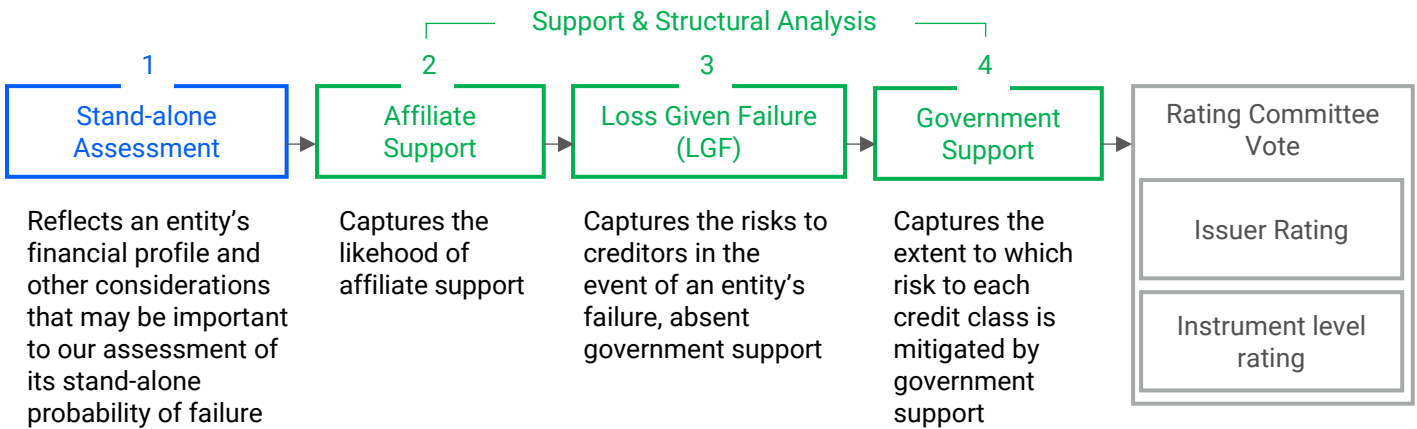 Support & Structural Analysis
1
2
3
4
Stand-alone
Assessment
Affiliate
Support
Loss Given Failure
(LGF)
Government
Support
Rating Committee
Vote
Issuer Rating
Instrument level
rating
Reflects an entity's
financial profile and
other considerations
that may be important
to our assessment of
its stand-alone
probability of failure
Captures the
likehood of
affiliate support
Captures the risks to
creditors in the
event of an entity's
failure, absent
government support
Captures the
extent to which
risk to each
credit class is
mitigated by
government
support